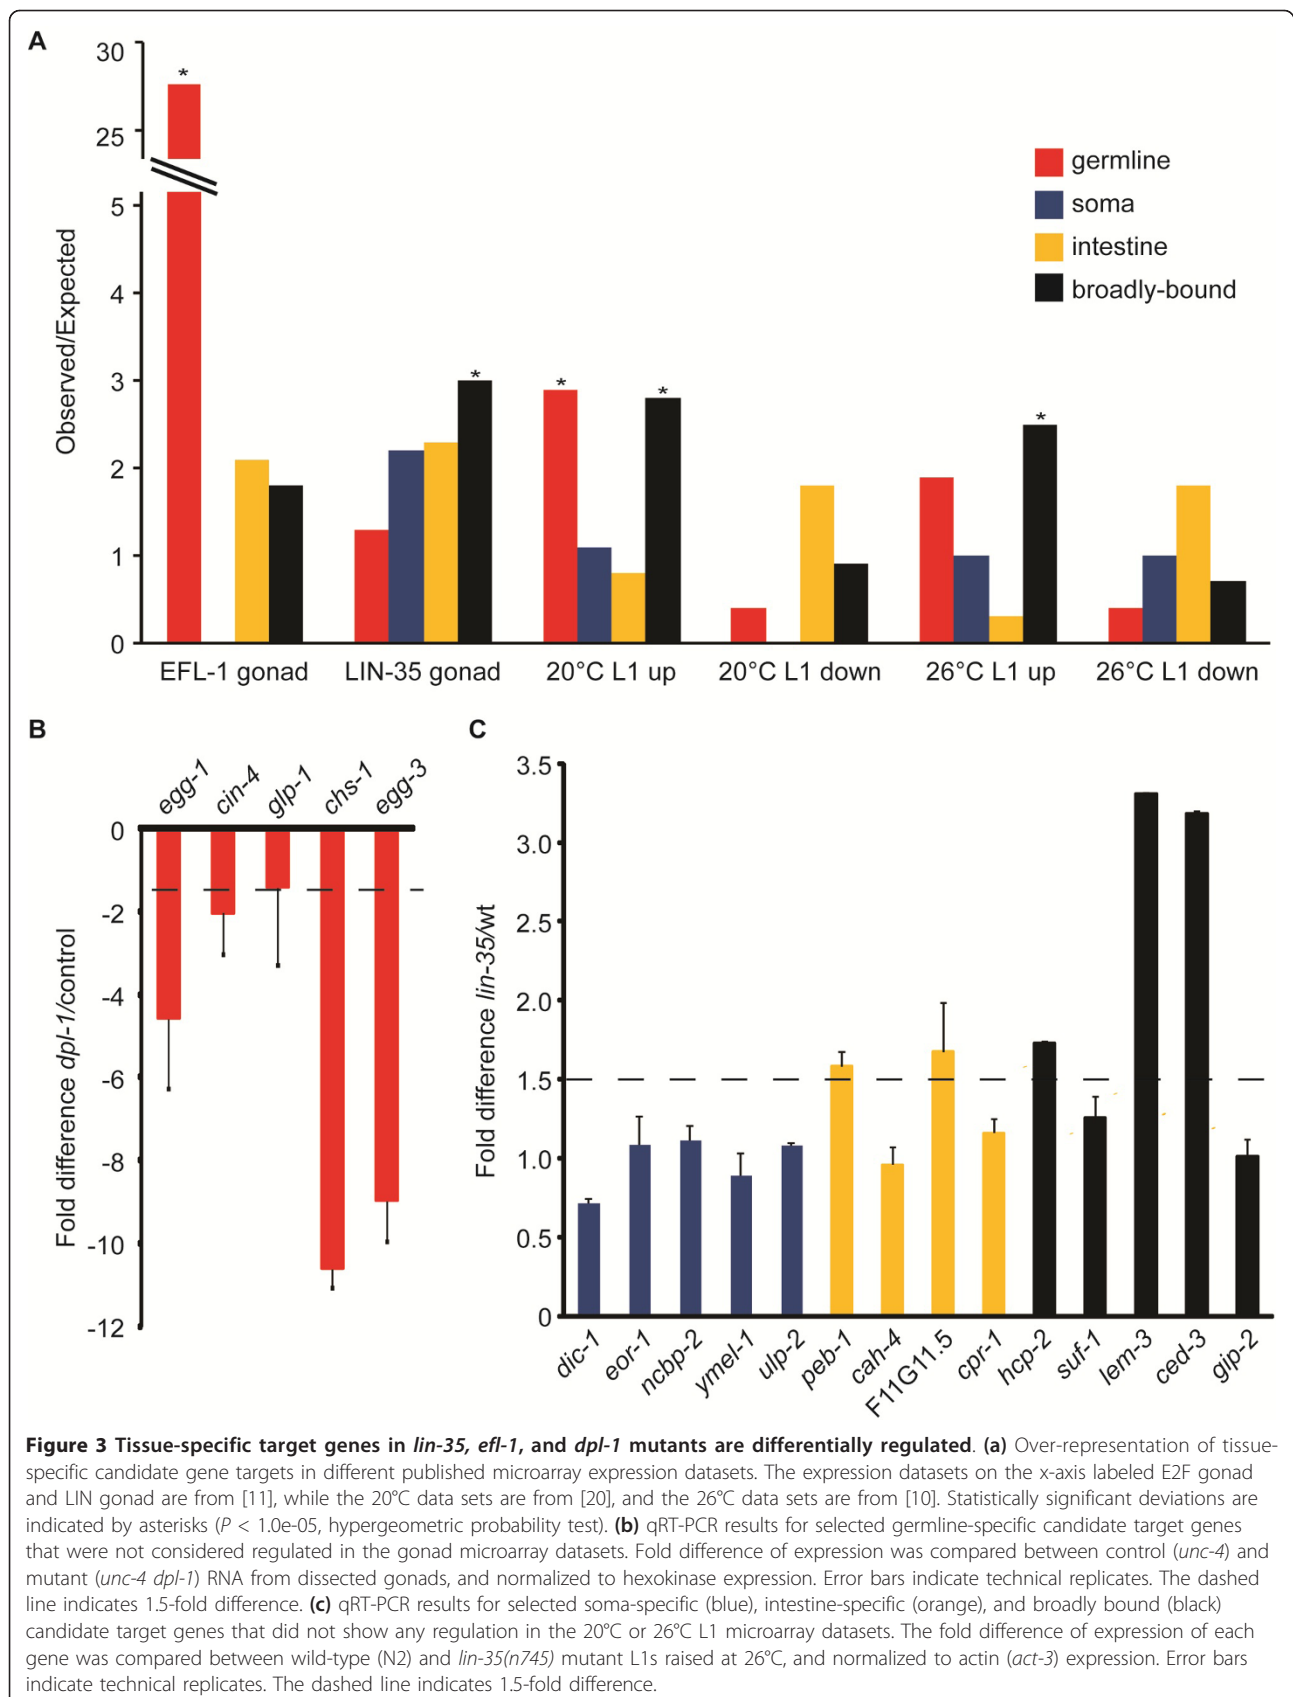 A
30
25
5
4
3
2
1
0
Observed/Expected
* * * * *
germline
soma
intestine
broadly-bound
EFL-1 gonad LIN-35 gonad 20°C L1 up 20°C L1 down 26°C L1 up 26°C L1 down
B
egg-1 cin-4 glp-1 chs-1 egg-3
0
-2
-4
-6
-8
-10
-12
Fold difference dpl-1/control
C
3.5
3.0
2.5
2.0
1.5
1.0
0.5
0
Fold difference lin-35/wt
dic-1 eor-1 ncbp-2 ymel-1 ulp-2 peb-1 cah-4 F11G11.5 cpr-1 hcp-2 suf-1 lem-3 ced-3 gip-2
Figure 3 Tissue-specific target genes in lin-35, efl-1, and dpl-1 mutants are differentially regulated. (a) Over-representation of tissue-
specific candidate gene targets in different published microarray expression datasets. The expression datasets on the x-axis labeled E2F gonad
and LIN gonad are from [11], while the 20°C data sets are from [20], and the 26°C data sets are from [10]. Statistically significant deviations are
indicated by asterisks (P < 1.0e-05, hypergeometric probability test). (b) qRT-PCR results for selected germline-specific candidate target genes
that were not considered regulated in the gonad microarray datasets. Fold difference of expression was compared between control (unc-4) and
mutant (unc-4 dpl-1) RNA from dissected gonads, and normalized to hexokinase expression. Error bars indicate technical replicates. The dashed
line indicates 1.5-fold difference. (c) qRT-PCR results for selected soma-specific (blue), intestine-specific (orange), and broadly bound (black)
candidate target genes that did not show any regulation in the 20°C or 26°C L1 microarray datasets. The fold difference of expression of each
gene was compared between wild-type (N2) and lin-35(n745) mutant L1s raised at 26°C, and normalized to actin (act-3) expression. Error bars
indicate technical replicates. The dashed line indicates 1.5-fold difference.